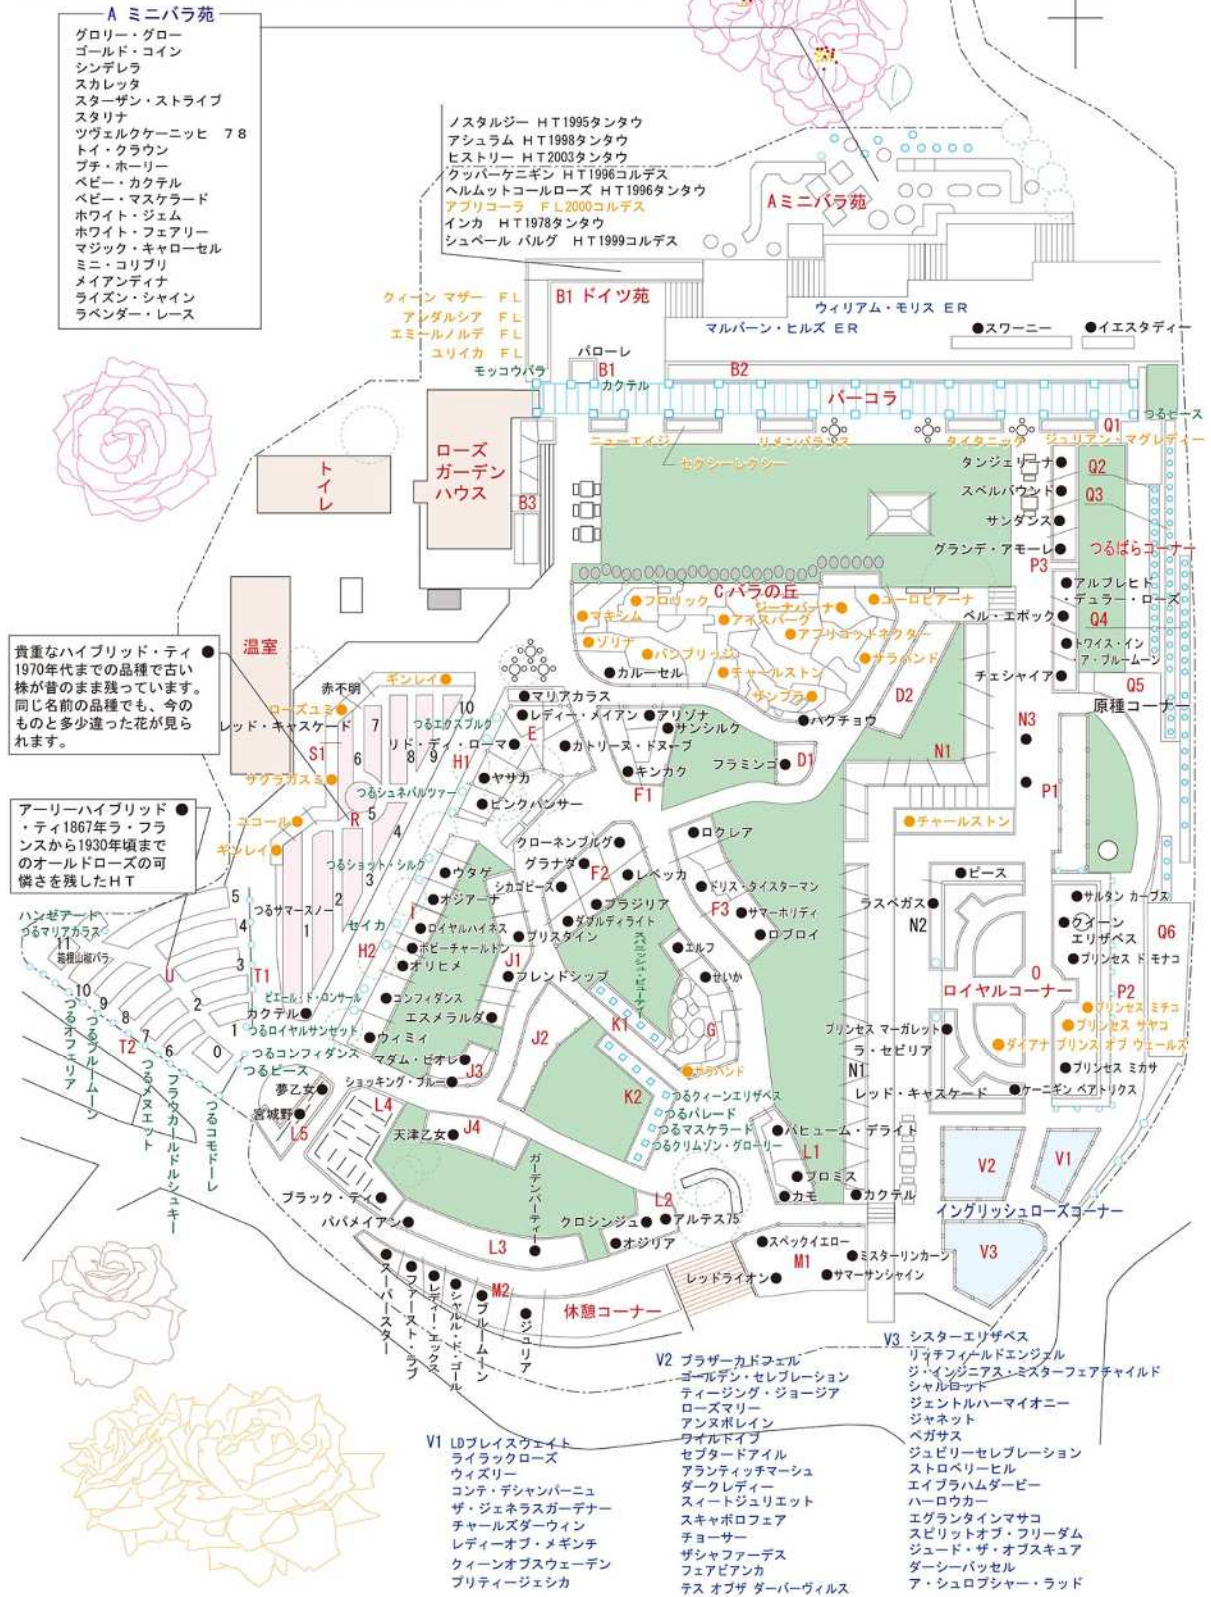 A ミニバラ苑
グロリー・グロー
ゴールド・コイン
シンデレラ
スカレッタ
スターザン・ストライプ
スタリナ
ツヴェルクケーニッヒ 78
トイ・クラウン
プチ・ホーリー
ベビー・カクテル
ベビー・マスケラード
ホワイト・ジェム
ホワイト・フェアリー
マジック・キャローセル
ミニ・コリブリ
メイアンディナ
ライズン・シャイン
ラベンダー・レース
ノスタルジー HT1995タンタウ
アシュラム HT1998タンタウ
ヒストリー HT2003タンタウ
クッパーケニギン HT1996コルデス
ヘルムットコールローズ HT1996タンタウ
アプリコーラ FL2000コルデス
インカ HT1978タンタウ
シュベール バルグ HT1999コルデス
Aミニバラ苑
クィーン マザー FL
アンダルシア FL
エミールノルデ FL
ユリイカ FL
モッコウバラ
B1 ドイツ苑
バローレ
B1
カクテル
B2
ウィリアム・モリス ER
マルバーン・ヒルズ ER
スワーニー
イエスタディー
パーコラ
つるピース
Q1
ニューエイジ
セクシーレクシー
リメンバランス
タイタニック
ジュリアン・マグレディー
トイレ
ローズ
ガーデン
ハウス
B3
タンジェリーナ
Q2
スペルバウンド
Q3
サンダンス
グランデ・アモーレ
つるばらコーナー
P3
アルブレヒド
・デュラー・ローズ
ベル・エポック
Q4
トワイス・イン
・ア・ブルームーン
チェシャイア
Q5
原種コーナー
Cバラの丘
フロリック
マキシム
ゾリナ
バンブリッジ
カルーセル
ジーナバーナ
アイスバーグ
アプリコットネクター
チャールストン
サンブラ
ユーロピアーナ
サラバンド
ハクチョウ
D2
D1
フラミンゴ
N1
N3
P1
チャールストン
温室
貴重なハイブリッド・ティ
1970年代までの品種で古い
株が昔のまま残っています。
同じ名前の品種でも、今の
ものと多少違った花が見ら
れます。
アーリーハイブリッド
・ティ1867年ラ・フラ
ンスから1930年頃まで
のオールドローズの可
憐さを残したHT
ギンレイ
赤不明
ローズユミ
レッド・キャスケード
S1
サクラガスミ
ニコール
ギンレイ
R
10
7
6
8
9
5
4
3
2
1
つるエクスブルク
つるシュネバルツァー
つるショット・シルク
つるサマースノー
セイカ
H1
H2
I
マリアカラス
レディー・メイアン
E
リド・ディ・ローマ
カトリーヌ・ドヌーブ
ヤサカ
ピンクパンサー
アリゾナ
サンシルク
キンカク
F1
クローネンブルグ
グラナダ
F2
シカゴピース
レベッカ
ブラジリア
ダブルディライト
ブリスタイン
J1
フレンドシップ
ロクレア
ドリス・タイスターマン
F3
サマーホリディ
ロブロイ
スパニッシュ・ビューティー
エルフ
せいか
G
サラバンド
ウタゲ
オジアーナ
ロイヤルハイネス
ボビーチャールトン
オリヒメ
コンフィダンス
エスメラルダ
ウィミィ
マダム・ビオレ
J3
ショッキング・ブルー
J2
K1
K2
つるクィーンエリザベス
つるパレード
つるマスケラード
つるクリムゾン・グローリー
ピース
ラスベガス
N2
サルタン カーブス
クィーン
エリザベス
プリンセス ド モナコ
Q6
O
ロイヤルコーナー
P2
プリンセス ミチコ
プリンセス サヤコ
ダイアナ プリンス オブ ウェールス
プリンセス マーガレット
ラ・セビリア
N1
プリンセス ミカサ
レッド・キャスケード
ケーニギン ベアトリクス
ハンゼアート
つるマリアカラス
11
箱根山椒バラ
U
T1
T2
5
4
3
2
1
0
10
9
8
7
6
ピエール・ド・ロンサール
カクテル
つるロイヤルサンセット
つるコンフィダンス
つるピース
つるオフェリア
つるブルームーン
つるメヌエット
フラウカールドルシュキー
つるコモドーレ
夢乙女
宮城野
L5
L4
天津乙女
J4
ブラック・ティ
パパメイアン
ガーデンパーティー
L3
L2
クロシンジュ
アルテス75
オジリア
パヒューム・デライト
L1
プロミス
カモ
カクテル
V2
V1
イングリッシュローズコーナー
V3
スペックイエロー
M1
ミスターリンカーン
レッドライオン
サマーサンシャイン
スーパースター
ファースト・ラブ
レディー・エックス
シャルル・ド・ゴール
ブルームーン
M2
ジュリア
休憩コーナー
V1 LDブレイスウェイト
ライラックローズ
ウィズリー
コンテ・デシャンパーニュ
ザ・ジェネラスガーデナー
チャールズダーウィン
レディーオブ・メギンチ
クィーンオブスウェーデン
プリティージェシカ
V2 ブラザーカドフェル
ゴールデン・セレブレーション
ティージング・ジョージア
ローズマリー
アンヌボレイン
ワイルドイブ
セプタードアイル
アランティッチマーシュ
ダークレディー
スィートジュリエット
スキャボロフェア
チョーサー
ザシャファーデス
フェアビアンカ
テス オブザ ダーバーヴィルス
V3 シスターエリザベス
リッチフィールドエンジェル
ジ・インジニアス・ミスターフェアチャイルド
シャルロット
ジェントルハーマイオニー
ジャネット
ペガサス
ジュビリーセレブレーション
ストロベリーヒル
エイブラハムダービー
ハーロウカー
エグランタインマサコ
スピリットオブ・フリーダム
ジュード・ザ・オブスキュア
ダーシーバッセル
ア・シュロプシャー・ラッド